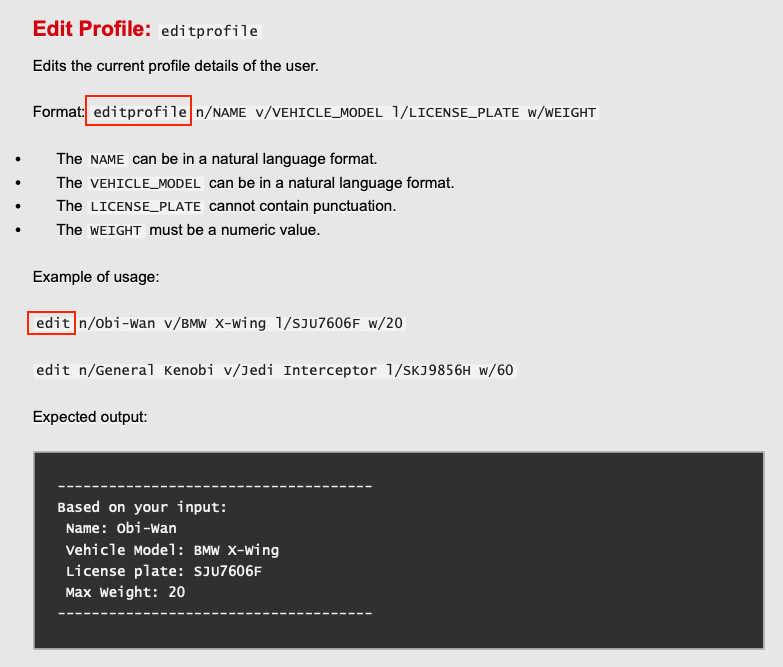 Edit Profile: editprofile
Edits the current profile details of the user.
Format: editprofile n/NAME v/VEHICLE_MODEL l/LICENSE_PLATE w/WEIGHT
• The NAME can be in a natural language format.
• The VEHICLE_MODEL can be in a natural language format.
• The LICENSE_PLATE cannot contain punctuation.
• The WEIGHT must be a numeric value.
Example of usage:
edit n/Obi-Wan v/BMW X-Wing l/SJU7606F w/20
edit n/General Kenobi v/Jedi Interceptor l/SKJ9856H w/60
Expected output:
-------------------------------------
Based on your input:
Name: Obi-Wan
Vehicle Model: BMW X-Wing
License plate: SJU7606F
Max Weight: 20
-------------------------------------